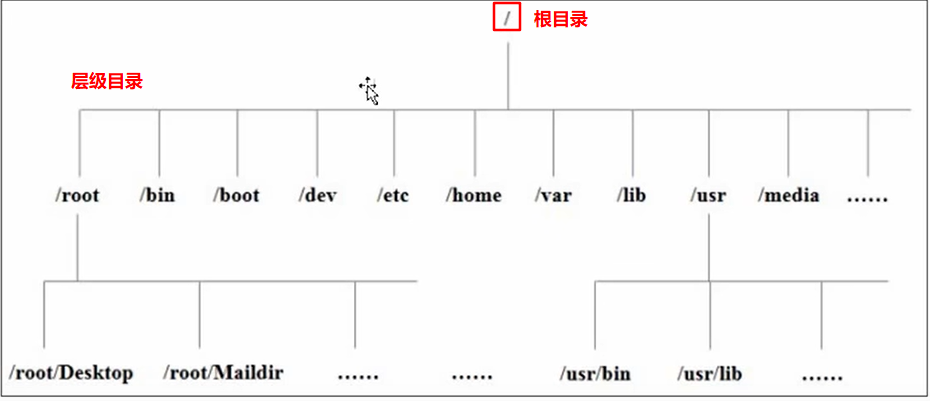 / 根目录
层级目录
/root /bin /boot /dev /etc /home /var /lib /usr /media ……
/root/Desktop /root/Maildir …… …… /usr/bin /usr/lib ……